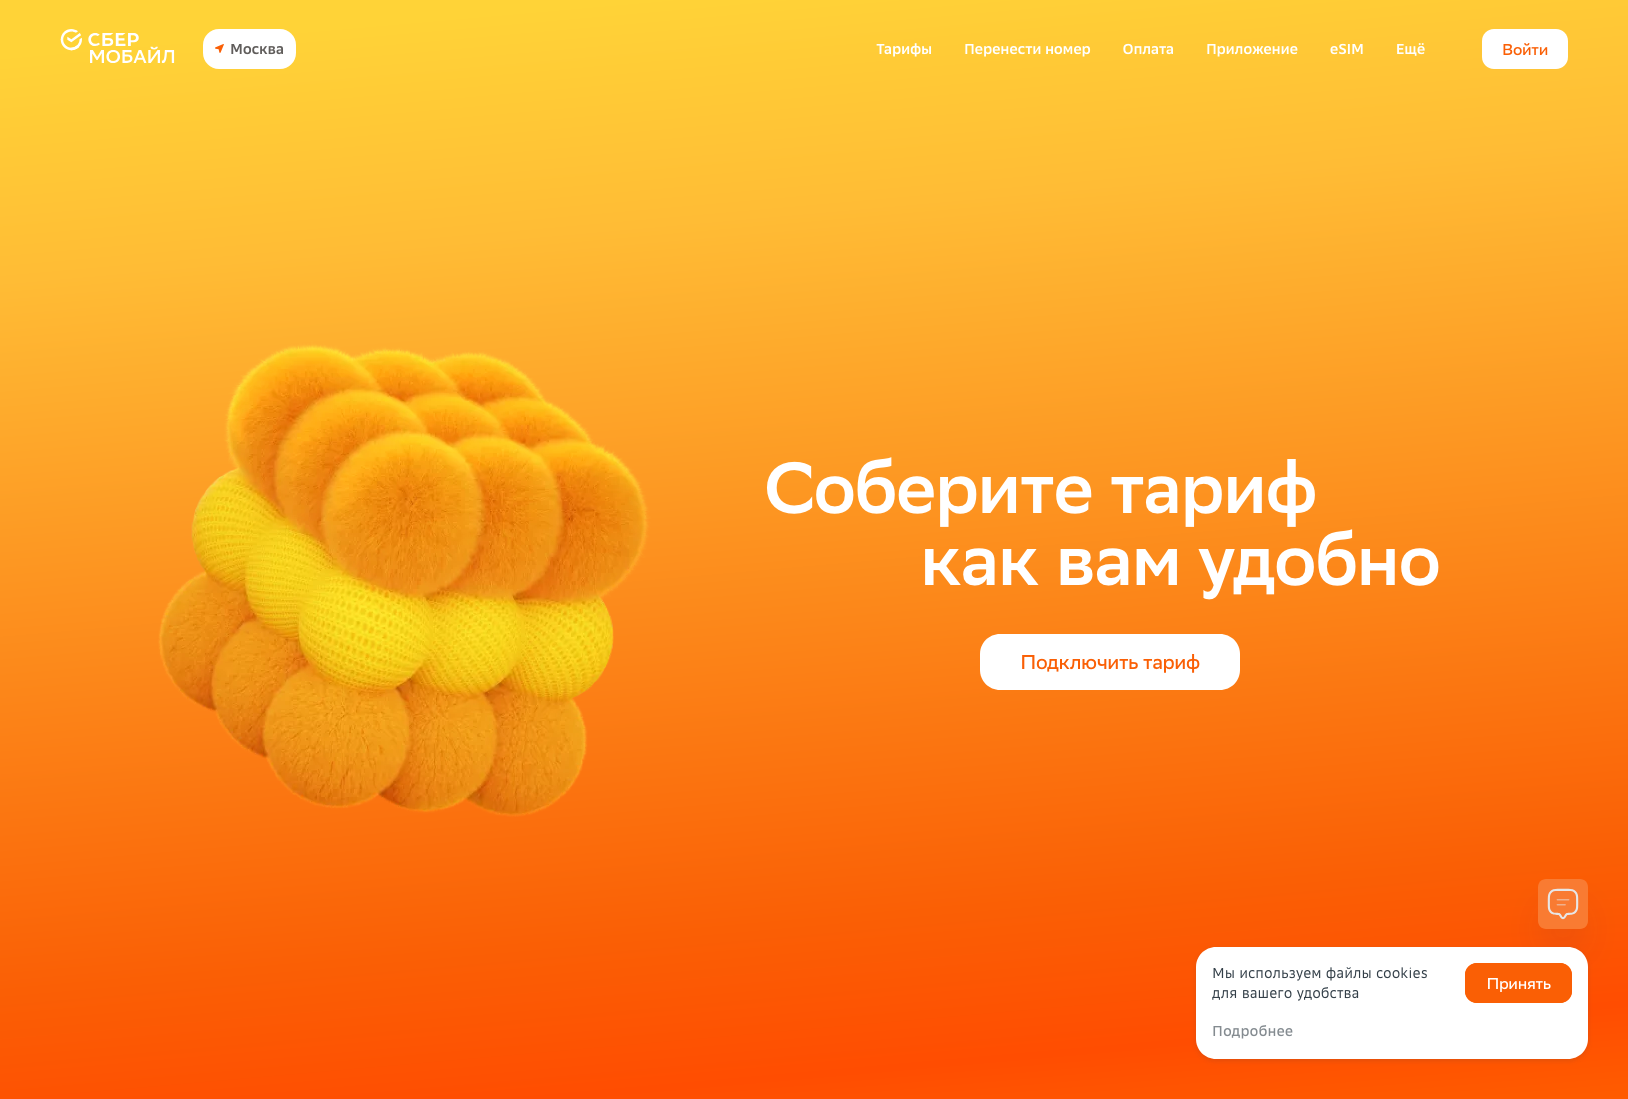 СБЕР
МОБАЙЛ
Москва
Тарифы
Перенести номер
Оплата
Приложение
eSIM
Ещё
Войти
Соберите тариф
как вам удобно
Подключить тариф
Мы используем файлы cookies
для вашего удобства
Принять
Подробнее